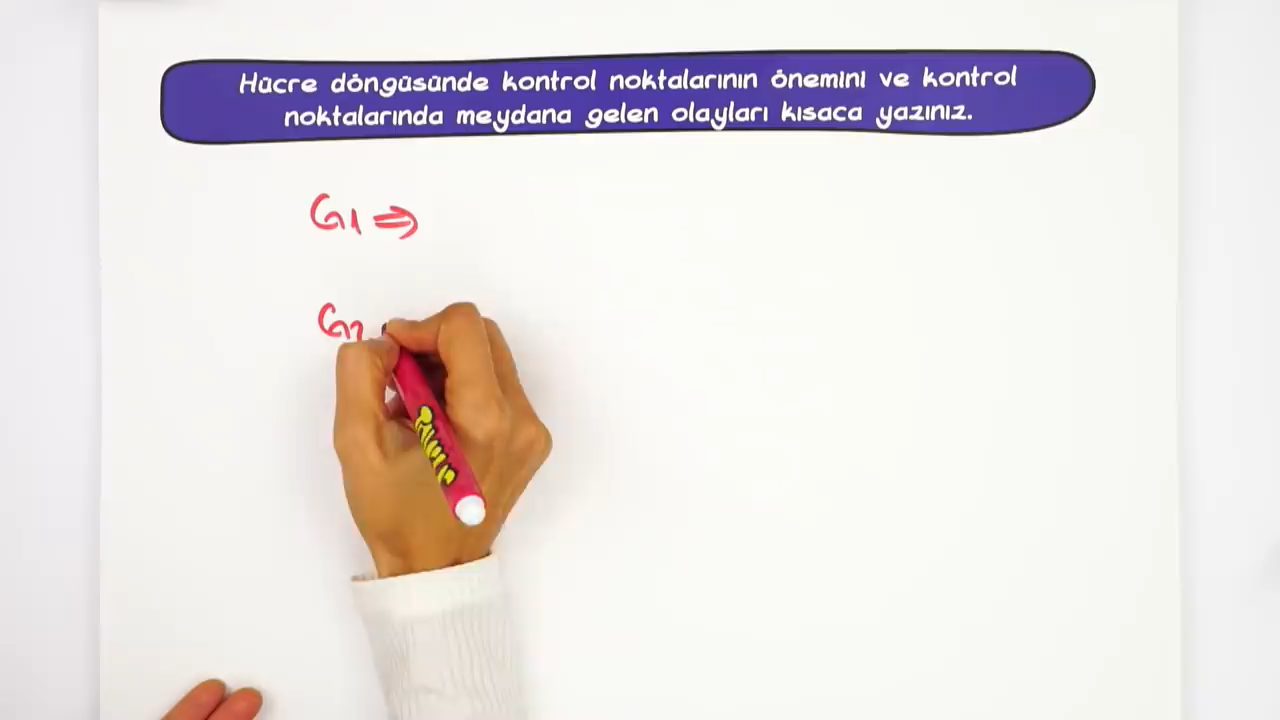 Hücre döngüsünde kontrol noktalarının önemini ve kontrol
noktalarında meydana gelen olayları kısaca yazınız.
G1 ⇒
G2